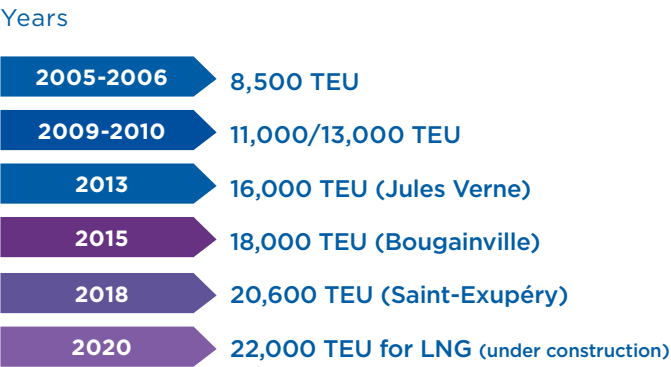 Years
2005-2006 8,500 TEU
2009-2010 11,000/13,000 TEU
2013 16,000 TEU (Jules Verne)
2015 18,000 TEU (Bougainville)
2018 20,600 TEU (Saint-Exupéry)
2020 22,000 TEU for LNG (under construction)